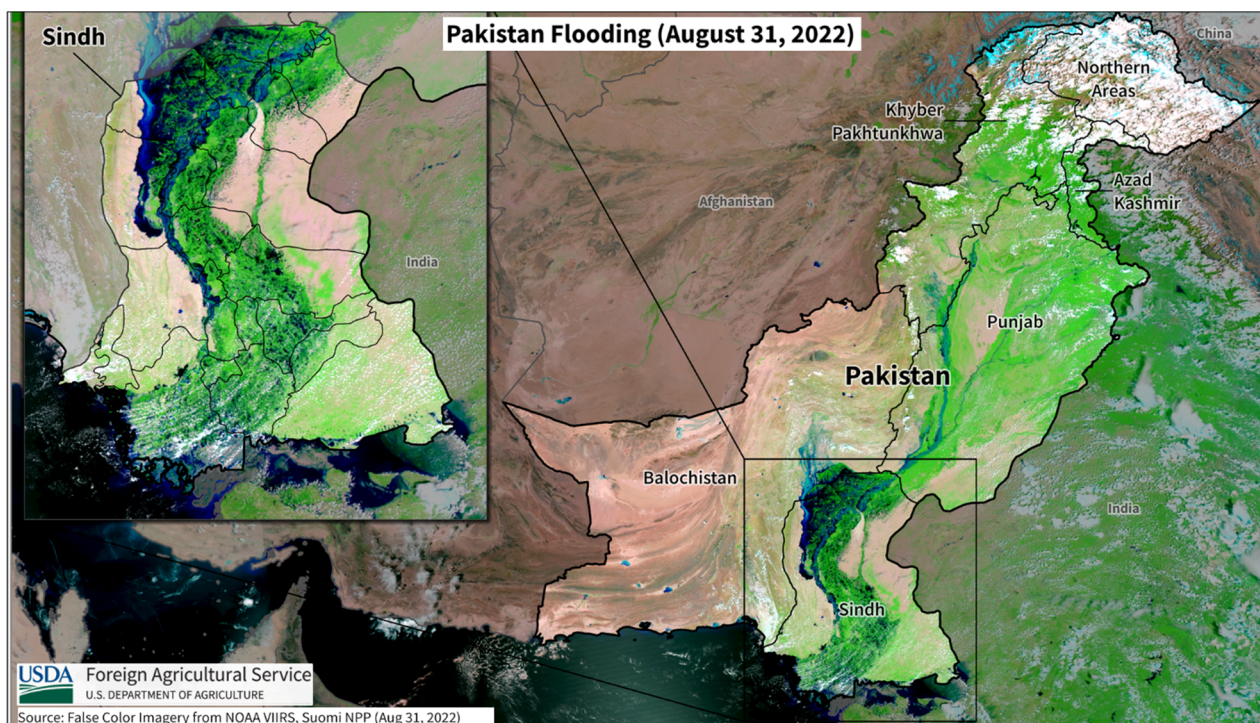 Pakistan Flooding (August 31, 2022)
Sindh
China
Northern
Areas
Khyber
Pakhtunkhwa
Azad
Kashmir
Afghanistan
India
Punjab
Pakistan
Balochistan
India
Sindh
USDA
Foreign Agricultural Service
U.S. DEPARTMENT OF AGRICULTURE
Source: False Color Imagery from NOAA VIIRS, Suomi NPP (Aug 31, 2022)